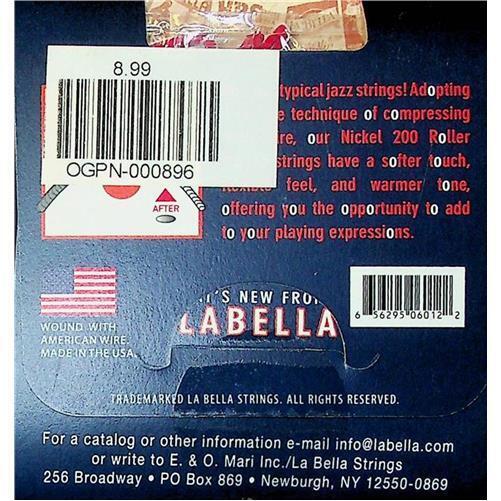 8.99
OGPN-000896
typical jazz strings! Adopting
technique of compressing
our Nickel 200 Roller
strings have a softer touch,
flexible feel, and warmer tone,
offering you the opportunity to add
to your playing expressions.
AFTER
WOUND WITH
AMERICAN WIRE.
MADE IN THE USA.
IT'S NEW FROM
LABELLA
6 56295 06012 2
TRADEMARKED LA BELLA STRINGS. ALL RIGHTS RESERVED.
For a catalog or other information e-mail info@labella.com
or write to E. & O. Mari Inc./La Bella Strings
256 Broadway • PO Box 869 • Newburgh, NY 12550-0869